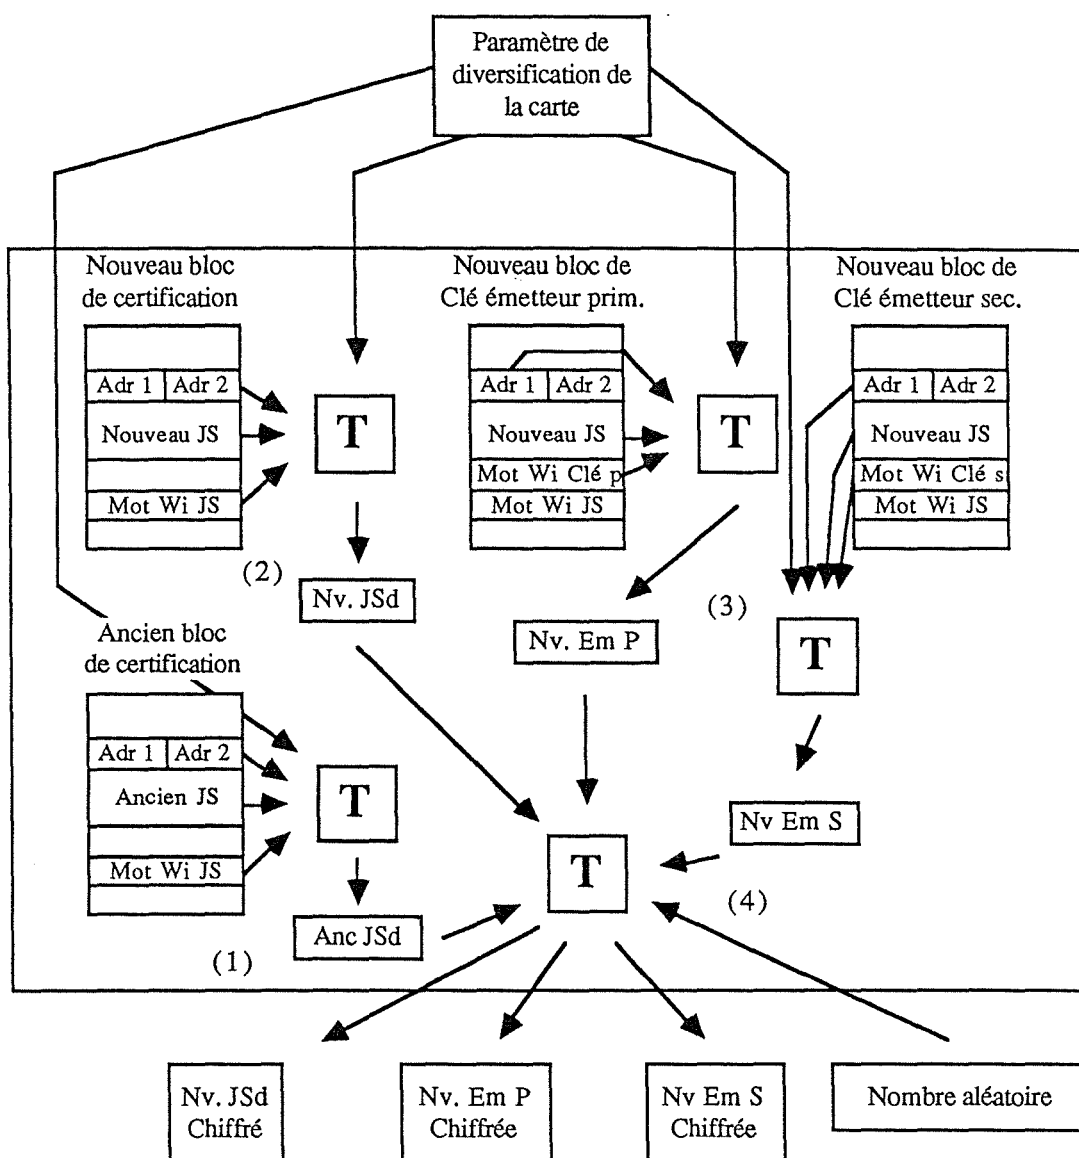 Paramètre de
diversification de
la carte
Nouveau bloc
de certification
Adr 1 Adr 2
Nouveau JS
Mot Wi JS
T
(2)
Nv. JSd
Nouveau bloc de
Clé émetteur prim.
Adr 1 Adr 2
Nouveau JS
Mot Wi Clé p
Mot Wi JS
T
Nv. Em P
Nouveau bloc de
Clé émetteur sec.
Adr 1 Adr 2
Nouveau JS
Mot Wi Clé s
Mot Wi JS
(3)
T
Nv Em S
Ancien bloc
de certification
Adr 1 Adr 2
Ancien JS
Mot Wi JS
T
Anc JSd
(1)
T
(4)
Nv. JSd
Chiffré
Nv. Em P
Chiffrée
Nv Em S
Chiffrée
Nombre aléatoire